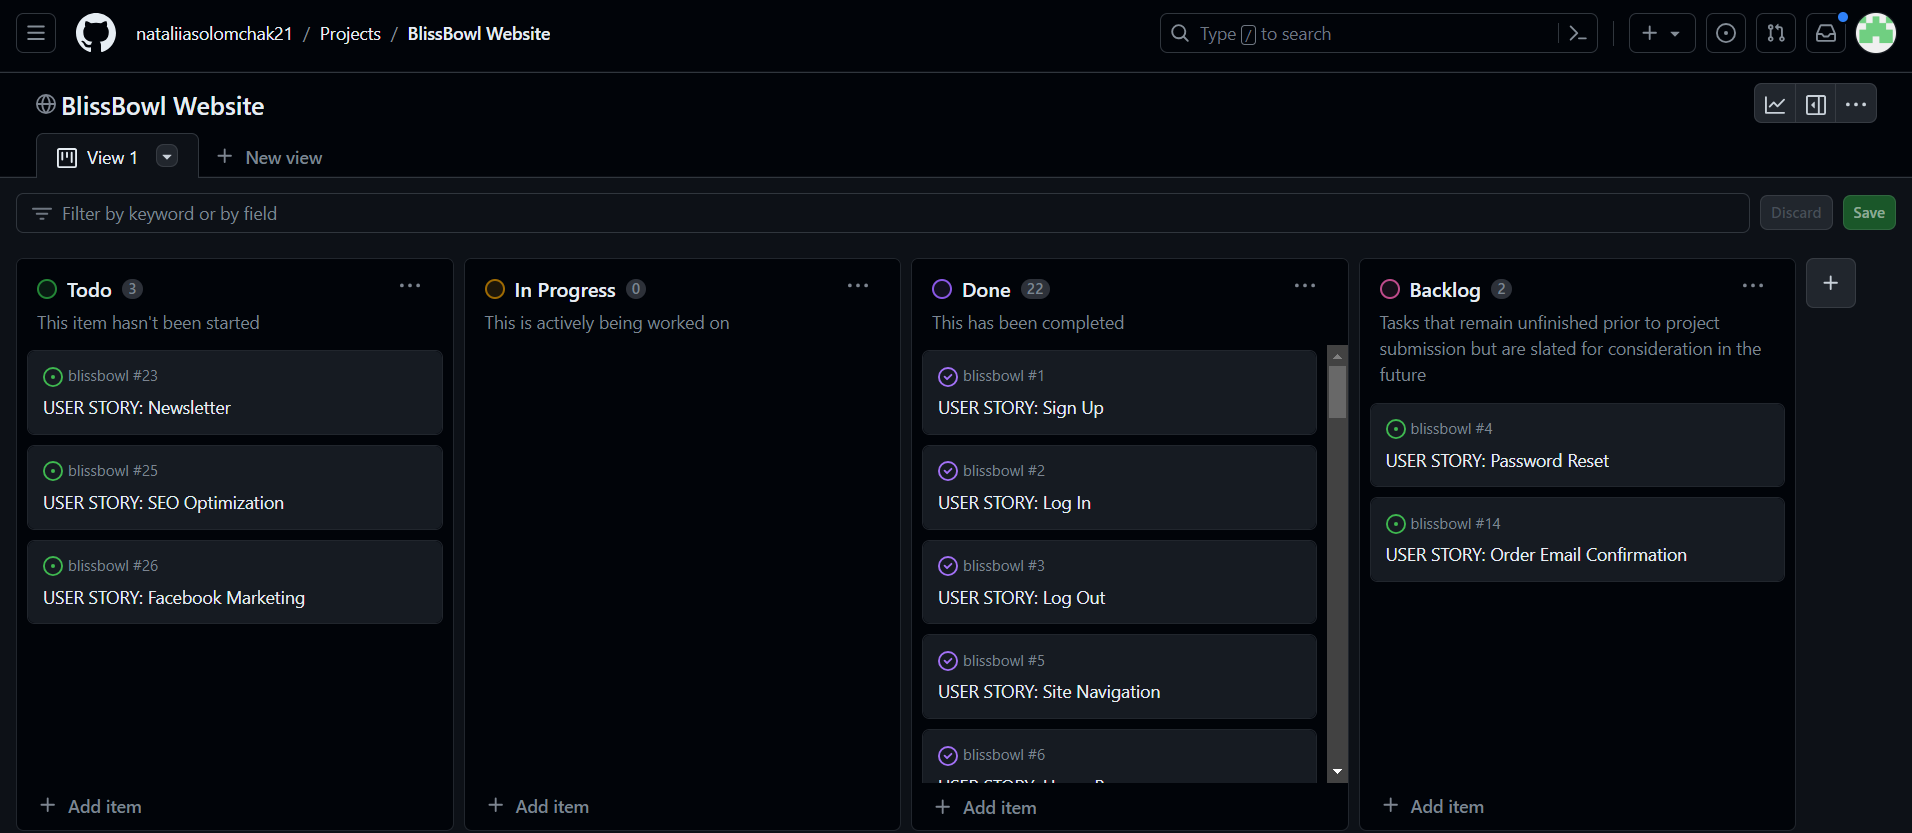 nataliiasolomchak21 / Projects / BlissBowl Website
Type / to search
BlissBowl Website
View 1
New view
Filter by keyword or by field
Discard
Save
Todo 3
This item hasn't been started
blissbowl #23
USER STORY: Newsletter
blissbowl #25
USER STORY: SEO Optimization
blissbowl #26
USER STORY: Facebook Marketing
+ Add item
In Progress 0
This is actively being worked on
+ Add item
Done 22
This has been completed
blissbowl #1
USER STORY: Sign Up
blissbowl #2
USER STORY: Log In
blissbowl #3
USER STORY: Log Out
blissbowl #5
USER STORY: Site Navigation
blissbowl #6
USER STORY:
+ Add item
Backlog 2
Tasks that remain unfinished prior to project
submission but are slated for consideration in the
future
blissbowl #4
USER STORY: Password Reset
blissbowl #14
USER STORY: Order Email Confirmation
+ Add item